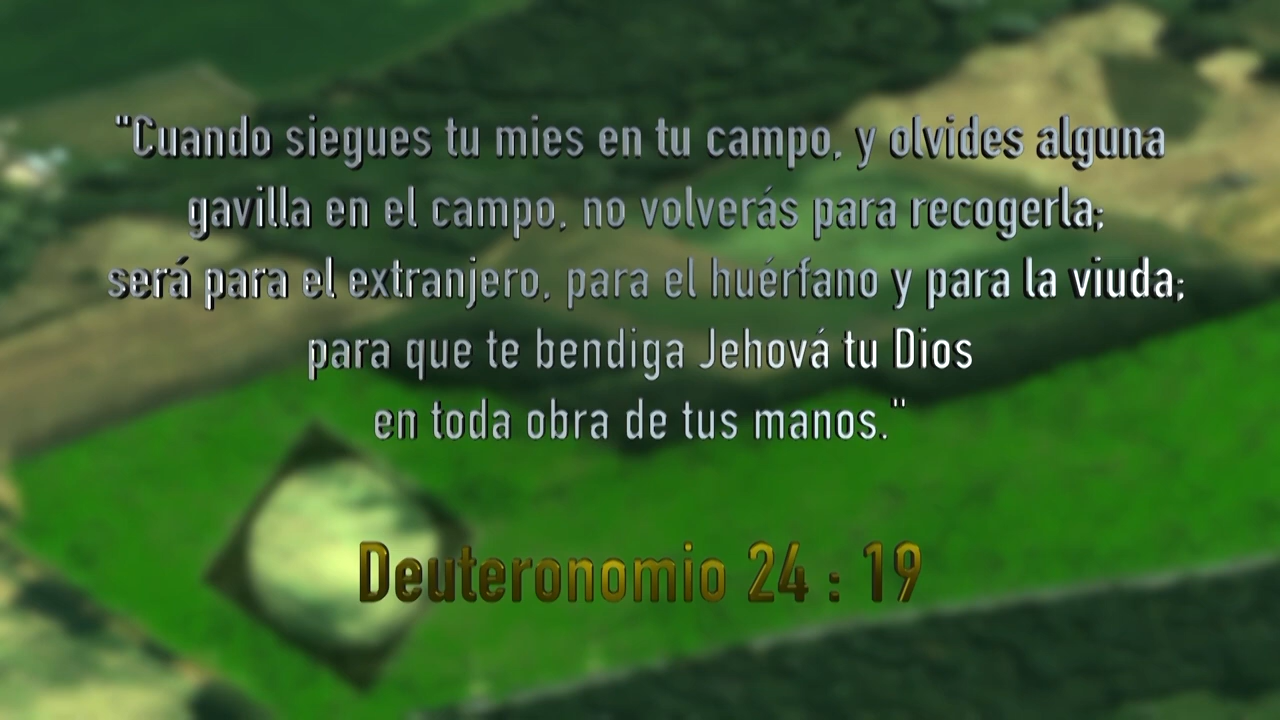 "Cuando siegues tu mies en tu campo, y olvides alguna
gavilla en el campo, no volverás para recogerla;
será para el extranjero, para el huérfano y para la viuda;
para que te bendiga Jehová tu Dios
en toda obra de tus manos."
Deuteronomio 24 : 19